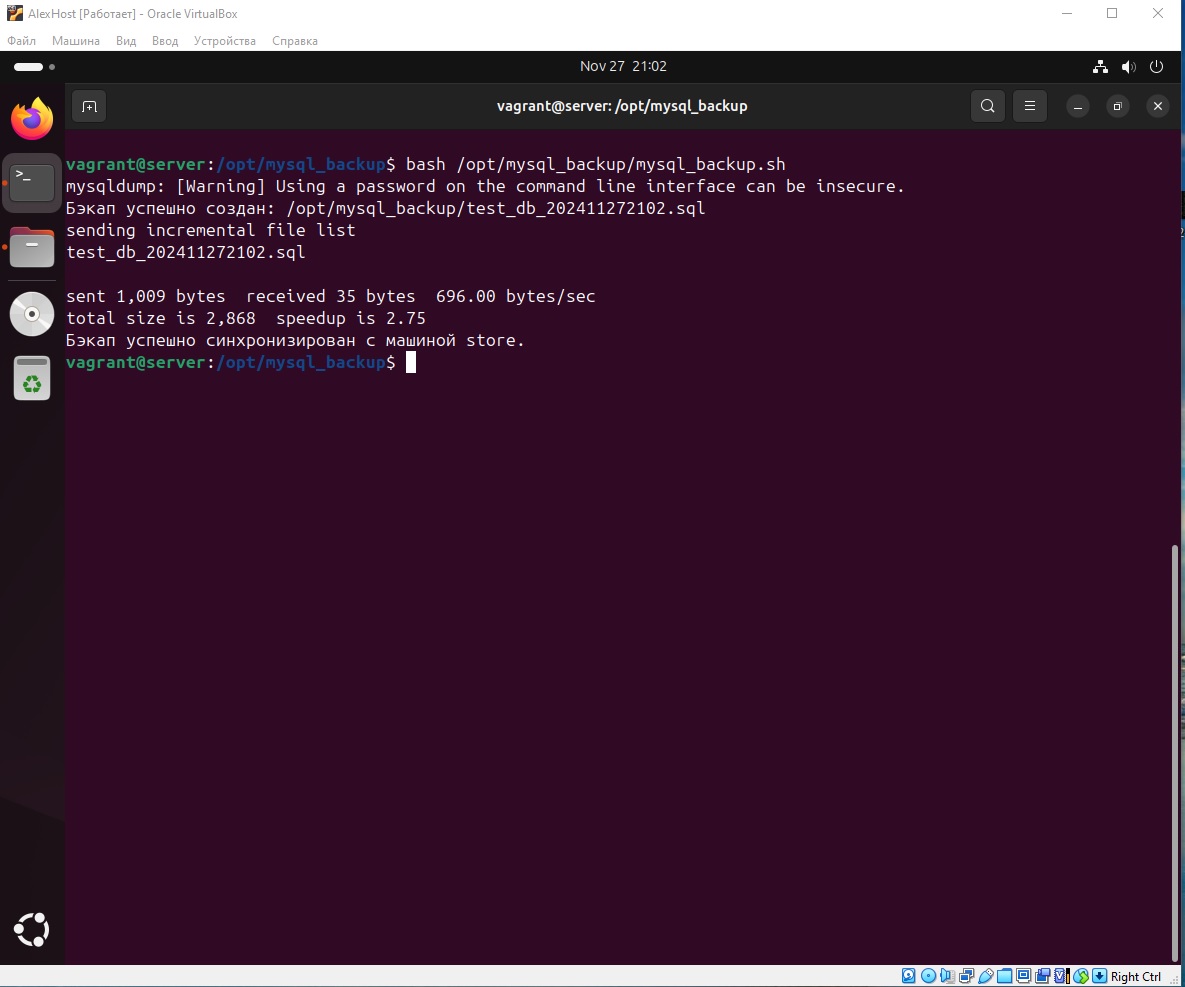 AlexHost [Работает] - Oracle VirtualBox
Файл Машина Вид Ввод Устройства Справка
Nov 27 21:02
vagrant@server: /opt/mysql_backup
vagrant@server:/opt/mysql_backup$ bash /opt/mysql_backup/mysql_backup.sh
mysqldump: [Warning] Using a password on the command line interface can be insecure.
Бэкап успешно создан: /opt/mysql_backup/test_db_202411272102.sql
sending incremental file list
test_db_202411272102.sql
sent 1,009 bytes  received 35 bytes  696.00 bytes/sec
total size is 2,868  speedup is 2.75
Бэкап успешно синхронизирован с машиной store.
vagrant@server:/opt/mysql_backup$
Right Ctrl